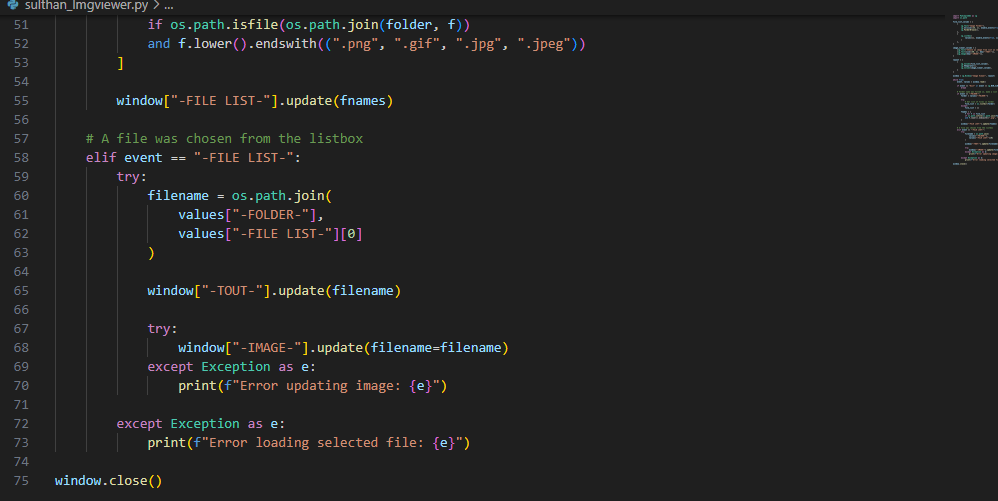 sulthan_Imgviewer.py > ...
51 if os.path.isfile(os.path.join(folder, f))
52 and f.lower().endswith((".png", ".gif", ".jpg", ".jpeg"))
53 ]
54
55 window["-FILE LIST-"].update(fnames)
56
57 # A file was chosen from the listbox
58 elif event == "-FILE LIST-":
59 try:
60 filename = os.path.join(
61 values["-FOLDER-"],
62 values["-FILE LIST-"][0]
63 )
64
65 window["-TOUT-"].update(filename)
66
67 try:
68 window["-IMAGE-"].update(filename=filename)
69 except Exception as e:
70 print(f"Error updating image: {e}")
71
72 except Exception as e:
73 print(f"Error loading selected file: {e}")
74
75 window.close()